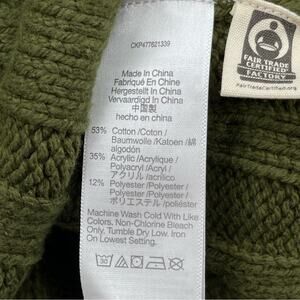 CKP477621339
Made In China
Fabriqué En Chine
Hergestellt In China
Vervaardigd In China
中国製
hecho en china
53% Cotton / Coton /
Baumwolle / Katoen / 綿
algodón
35% Acrylic / Acrylique /
Polyacryl / Acryl /
アクリル / acrílico
12% Polyester / Polyester /
Polyester / Polyester /
ポリエステル / poliéster
Machine Wash Cold With Like
Colors. Non-Chlorine Bleach
Only. Tumble Dry Low. Iron
On Lowest Setting.
FAIR TRADE
CERTIFIED
FACTORY
FairTradeCertified.org